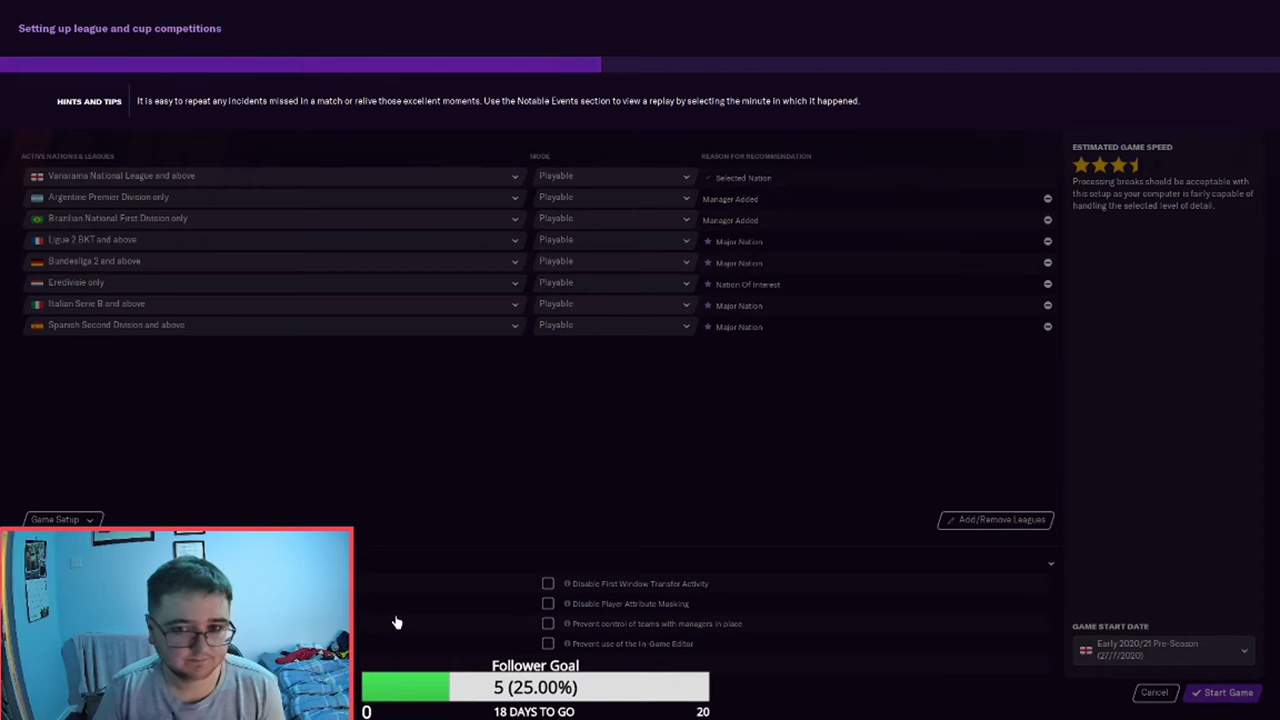 Setting up league and cup competitions
HINTS AND TIPS
It is easy to repeat any incidents missed in a match or relive those excellent moments. Use the Notable Events section to view a replay by selecting the minute in which it happened.
ACTIVE NATIONS & LEAGUES MODE REASON FOR RECOMMENDATION
Vanarama National League and above Playable Selected Nation
Argentine Premier Division only Playable Manager Added
Brazilian National First Division only Playable Manager Added
Ligue 2 BKT and above Playable Major Nation
Bundesliga 2 and above Playable Major Nation
Eredivisie only Playable Nation Of Interest
Italian Serie B and above Playable Major Nation
Spanish Second Division and above Playable Major Nation
ESTIMATED GAME SPEED
Processing breaks should be acceptable with
this setup as your computer is fairly capable of
handling the selected level of detail.
Game Setup
Add/Remove Leagues
Disable First Window Transfer Activity
Disable Player Attribute Masking
Prevent control of teams with managers in place
Prevent use of the In-Game Editor
GAME START DATE
Early 2020/21 Pre-Season
(27/7/2020)
Cancel
Start Game
Follower Goal
5 (25.00%)
0 18 DAYS TO GO 20